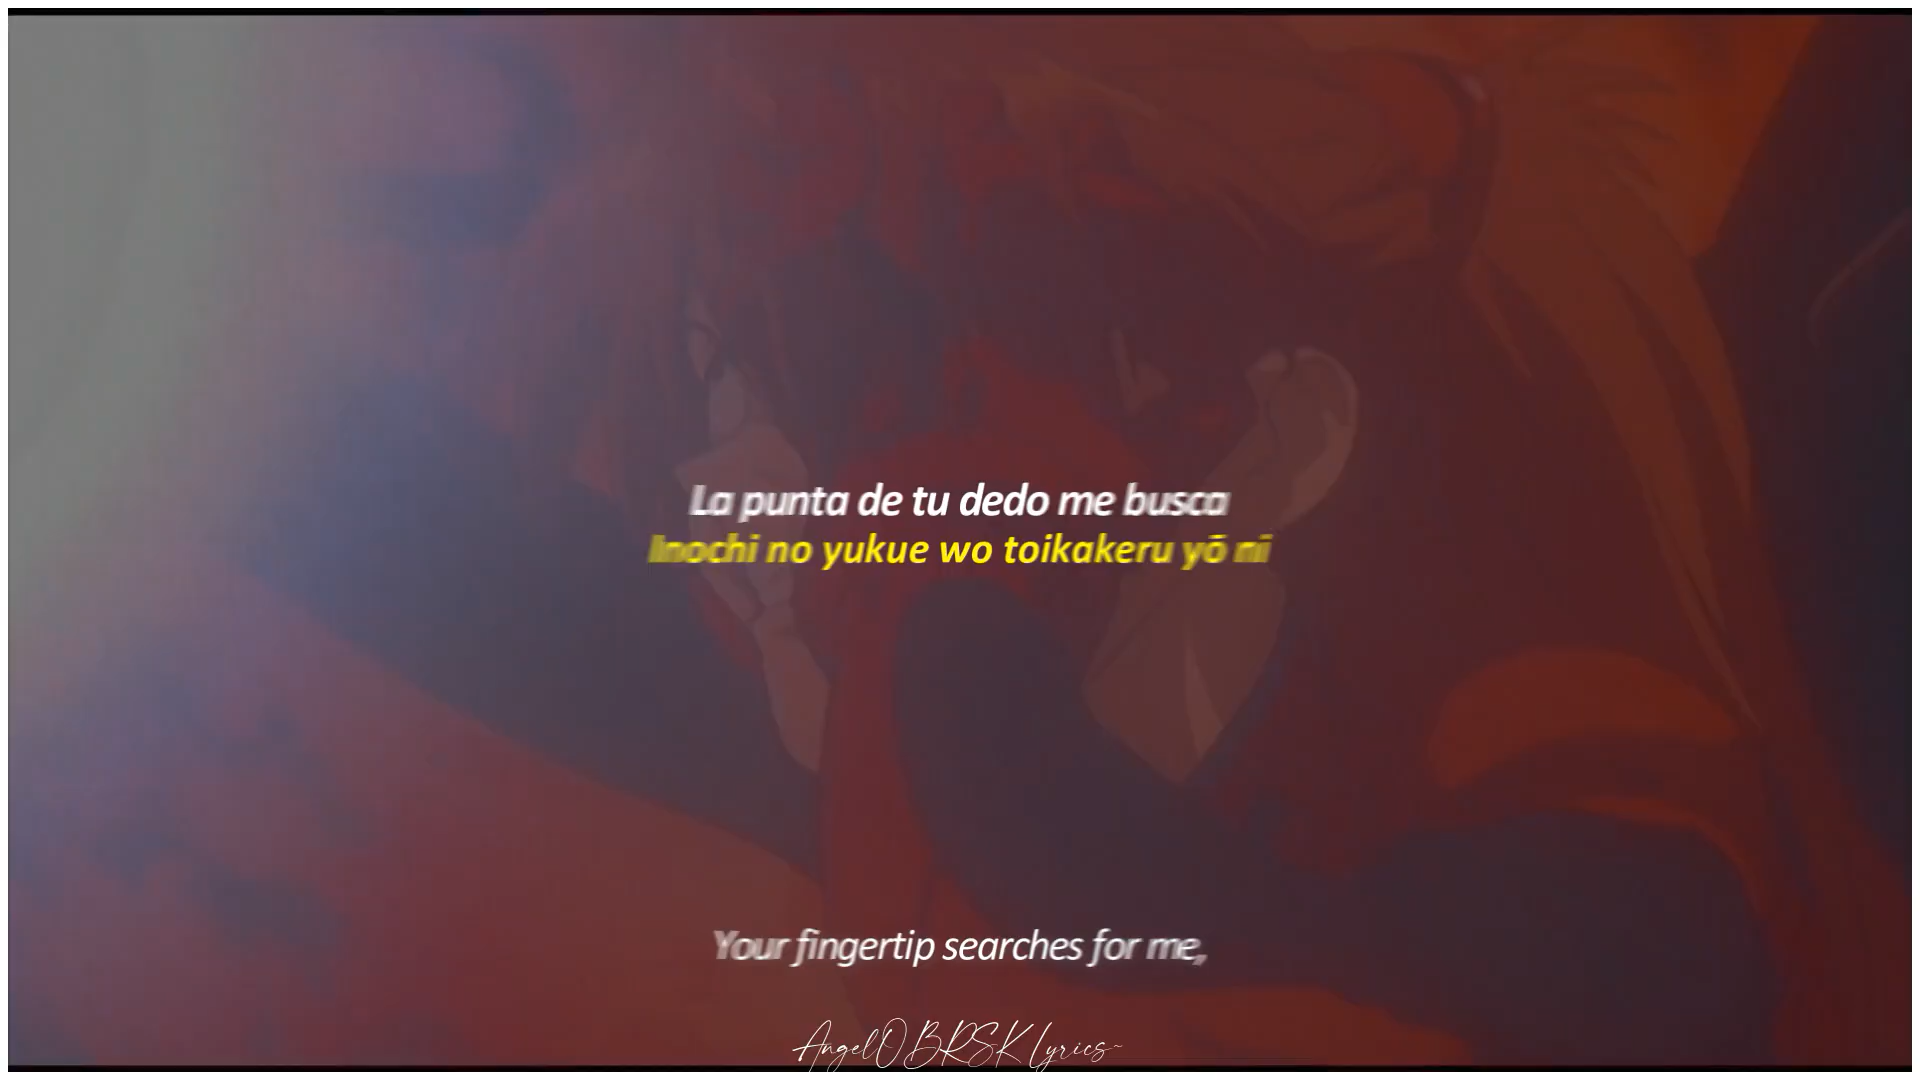 La punta de tu dedo me busca
Inochi no yukue wo toikakeru yō ni
Your fingertip searches for me,
AngelOBRSK Lyrics~